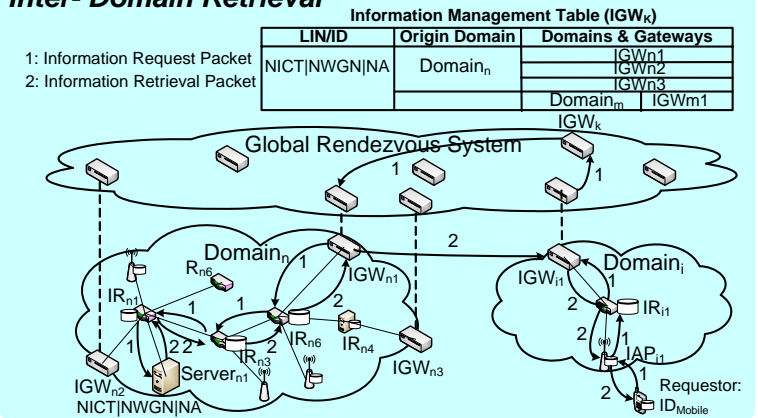 Inter- Domain Retrieval
Information Management Table (IGWK)
LIN/ID Origin Domain Domains & Gateways
NICT|NWGN|NA Domainn IGWn1
IGWn2
IGWn3
Domainm IGWm1
1: Information Request Packet
2: Information Retrieval Packet
IGWk
Global Rendezvous System
1
1
2
Domainn
Rn6
IRn1
1
IGWn1
1
1
1
2
2 2
IRn3
2
IRn6
2
IRn4
IGWn3
IGWn2
Servern1
NICT|NWGN|NA
IGWi1
Domaini
1
2
IRi1
2
1
IAPi1
2
1
Requestor:
IDMobile